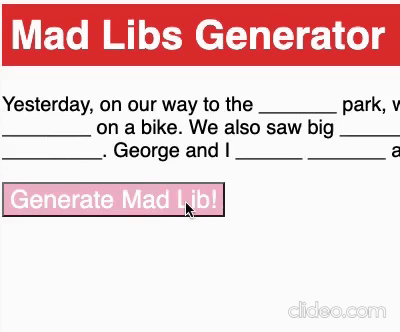 Mad Libs Generator
Yesterday, on our way to the _______ park, w
________ on a bike. We also saw big ______
_________. George and I ______ _______ a
Generate Mad Lib!
clideo.com